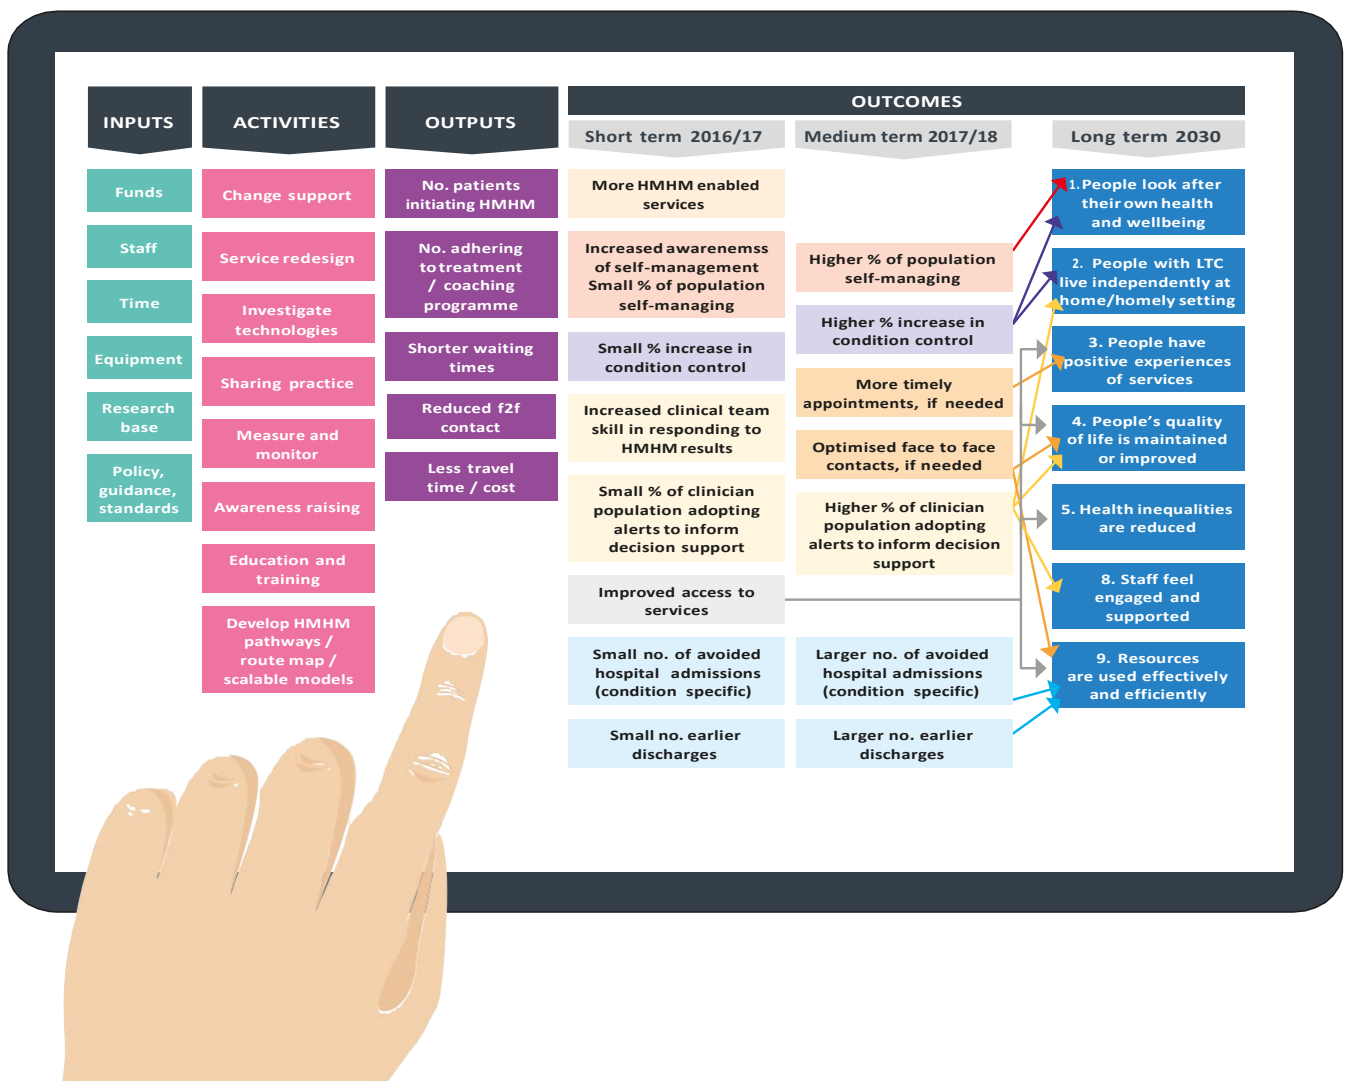 INPUTS
ACTIVITIES
OUTPUTS
OUTCOMES
Short term 2016/17
Medium term 2017/18
Long term 2030
Funds
Staff
Time
Equipment
Research
base
Policy,
guidance,
standards
Change support
Service redesign
Investigate
technologies
Sharing practice
Measure and
monitor
Awareness raising
Education and
training
Develop HMHM
pathways /
route map /
scalable models
No. patients
initiating HMHM
No. adhering
to treatment
/ coaching
programme
Shorter waiting
times
Reduced f2f
contact
Less travel
time / cost
More HMHM enabled
services
Increased awarenemss
of self-management
Small % of population
self-managing
Small % increase in
condition control
Increased clinical team
skill in responding to
HMHM results
Small % of clinician
population adopting
alerts to inform
decision support
Improved access to
services
Small no. of avoided
hospital admissions
(condition specific)
Small no. earlier
discharges
Higher % of population
self-managing
Higher % increase in
condition control
More timely
appointments, if needed
Optimised face to face
contacts, if needed
Higher % of clinician
population adopting
alerts to inform decision
support
Larger no. of avoided
hospital admissions
(condition specific)
Larger no. earlier
discharges
1. People look after
their own health
and wellbeing
2. People with LTC
live independently at
home/homely setting
3. People have
positive experiences
of services
4. People’s quality
of life is maintained
or improved
5. Health inequalities
are reduced
8. Staff feel
engaged and
supported
9. Resources
are used effectively
and efficiently